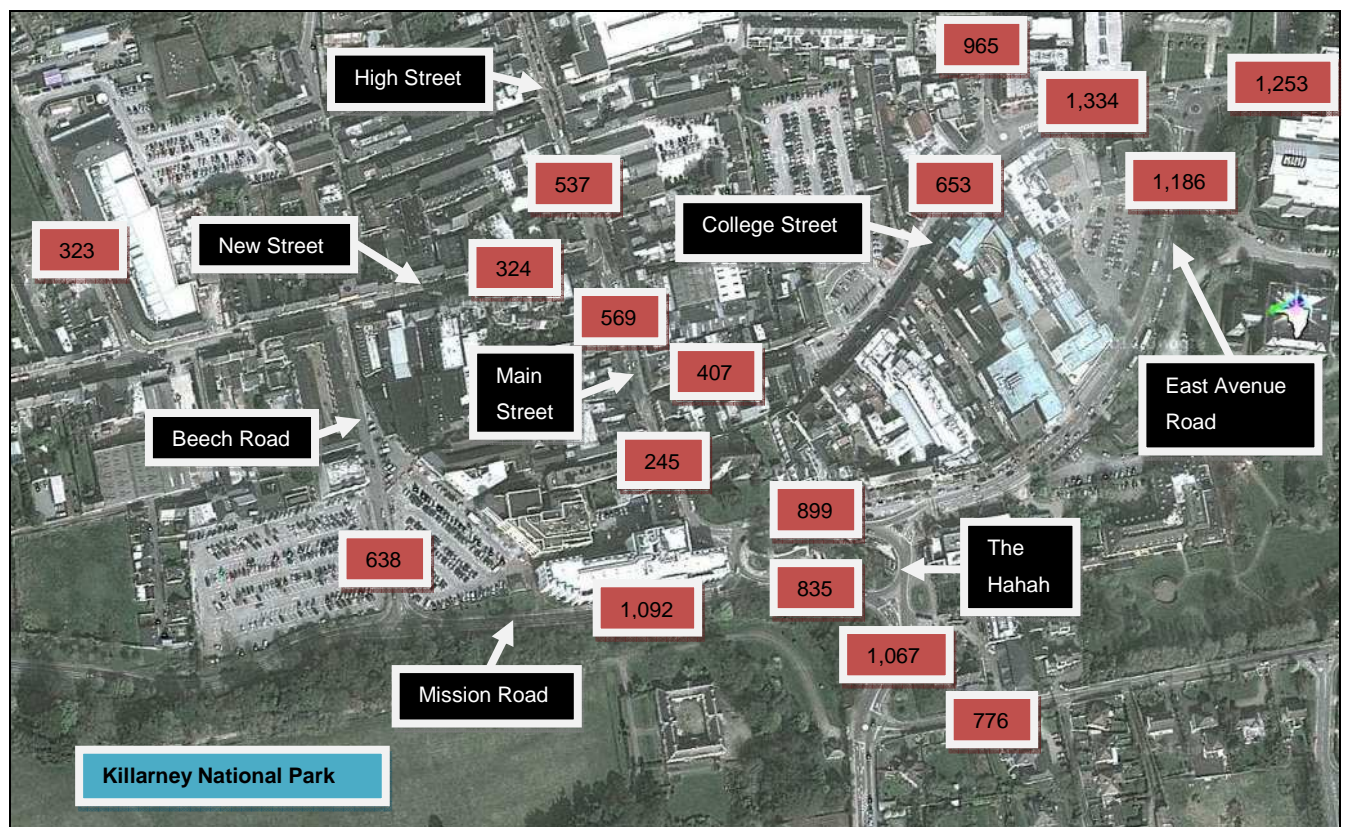 965
High Street
1,334
1,253
537
653
1,186
College Street
New Street
323
324
569
Main
Street
407
East Avenue
Road
Beech Road
245
899
The
Hahah
638
835
1,092
1,067
Mission Road
776
Killarney National Park